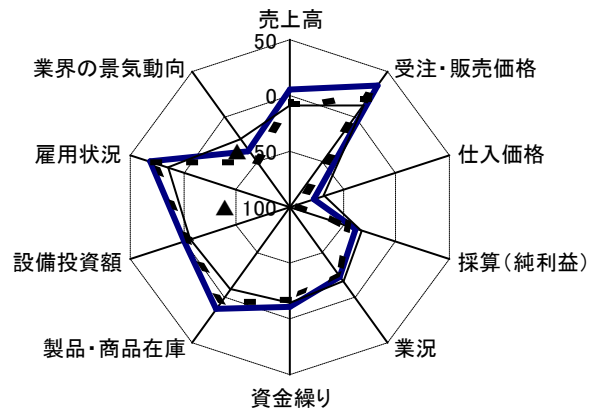 売上高
50
業界の景気動向
受注・販売価格
0
雇用状況
▲ 50
仕入価格
▲ 100
設備投資額
採算(純利益)
製品・商品在庫
業況
資金繰り